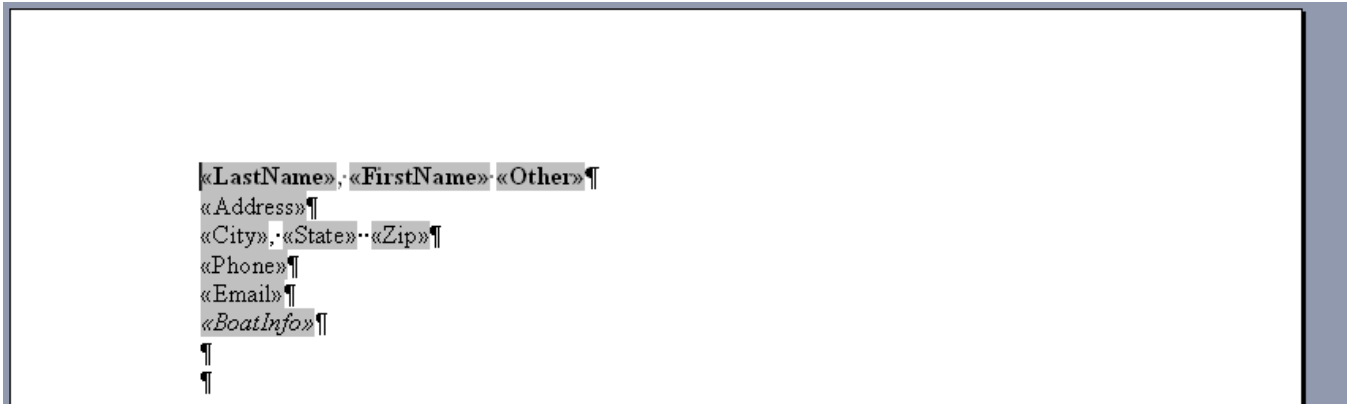 «LastName», «FirstName» «Other»¶
«Address»¶
«City», «State»  «Zip»¶
«Phone»¶
«Email»¶
«BoatInfo»¶
¶
¶